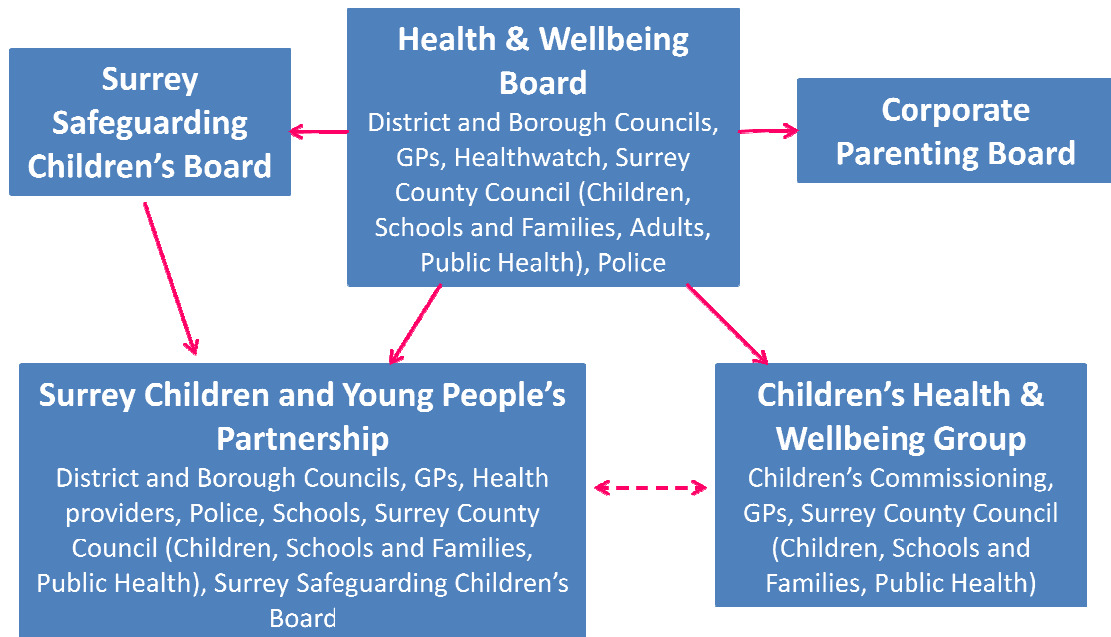 Surrey
Safeguarding
Children’s Board
Health & Wellbeing
Board
District and Borough Councils,
GPs, Healthwatch, Surrey
County Council (Children,
Schools and Families, Adults,
Public Health), Police
Corporate
Parenting Board
Surrey Children and Young People’s
Partnership
District and Borough Councils, GPs, Health
providers, Police, Schools, Surrey County
Council (Children, Schools and Families,
Public Health), Surrey Safeguarding Children’s
Board
Children’s Health &
Wellbeing Group
Children’s Commissioning,
GPs, Surrey County Council
(Children, Schools and
Families, Public Health)